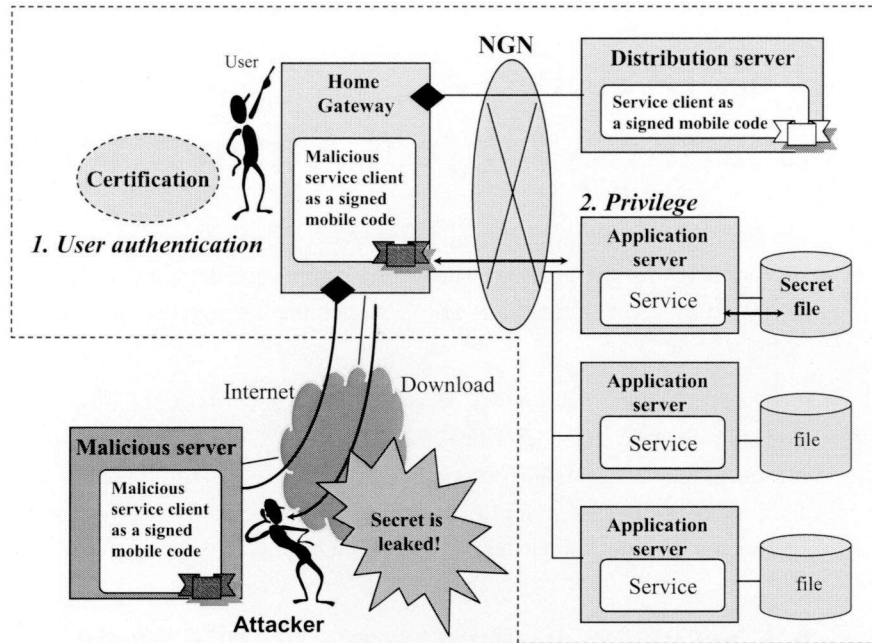 User
Home
Gateway
Malicious
service client
as a signed
mobile code
Certification
1. User authentication
NGN
Distribution server
Service client as
a signed mobile code
2. Privilege
Application
server
Service
Secret
file
Application
server
Service
file
Application
server
Service
file
Internet
Download
Malicious server
Malicious
service client
as a signed
mobile code
Secret is
leaked!
Attacker